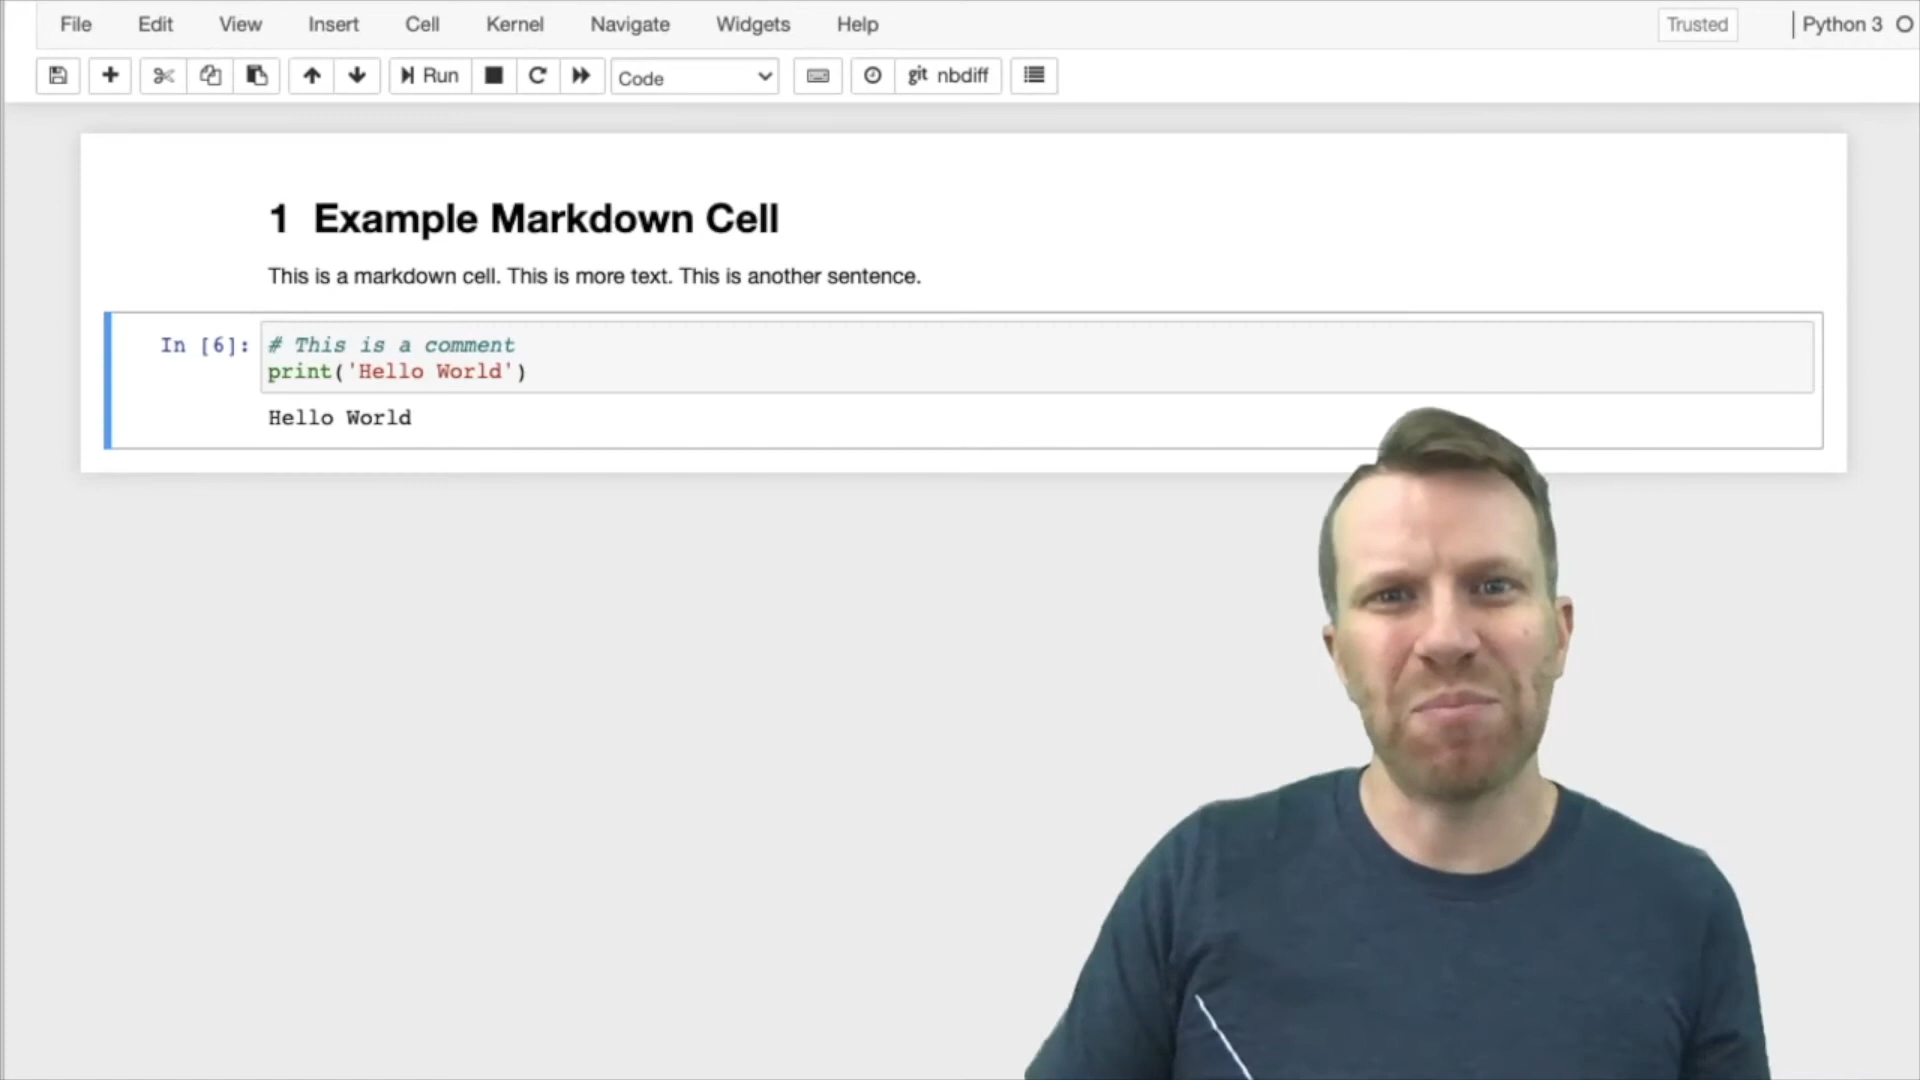 File Edit View Insert Cell Kernel Navigate Widgets Help Trusted Python 3
Run Code git nbdiff
1 Example Markdown Cell
This is a markdown cell. This is more text. This is another sentence.
In [6]: # This is a comment
print('Hello World')
Hello World